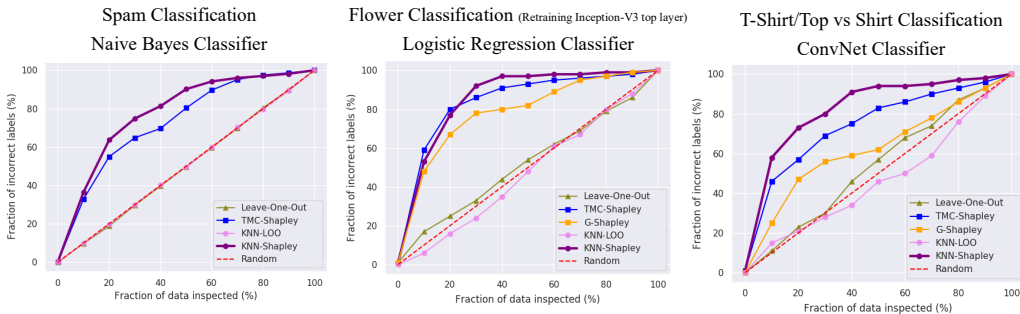 Spam Classification
Naive Bayes Classifier
Fraction of incorrect labels (%)
100
80
60
40
20
0
0 20 40 60 80 100
Fraction of data inspected (%)
Leave-One-Out
TMC-Shapley
KNN-LOO
KNN-Shapley
Random
Flower Classification (Retraining Inception-V3 top layer)
Logistic Regression Classifier
Fraction of incorrect labels (%)
100
80
60
40
20
0
0 20 40 60 80 100
Fraction of data inspected (%)
Leave-One-Out
TMC-Shapley
G-Shapley
KNN-LOO
KNN-Shapley
Random
T-Shirt/Top vs Shirt Classification
ConvNet Classifier
Fraction of incorrect labels (%)
100
80
60
40
20
0
0 20 40 60 80 100
Fraction of data inspected (%)
Leave-One-Out
TMC-Shapley
G-Shapley
KNN-LOO
KNN-Shapley
Random